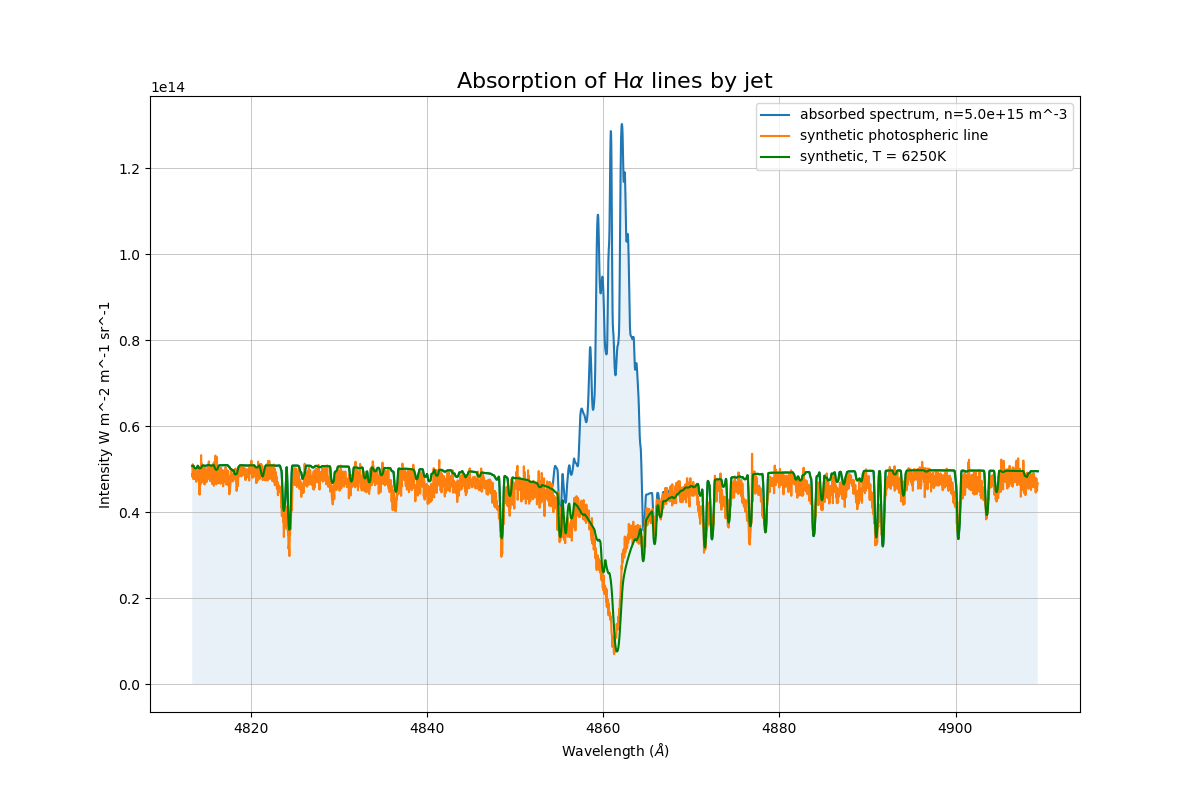 Absorption of Hα lines by jet
1e14
absorbed spectrum, n=5.0e+15 m^-3
synthetic photospheric line
synthetic, T = 6250K
1.2
1.0
0.8
0.6
0.4
0.2
0.0
Intensity W m^-2 m^-1 sr^-1
4820 4840 4860 4880 4900
Wavelength (Å)